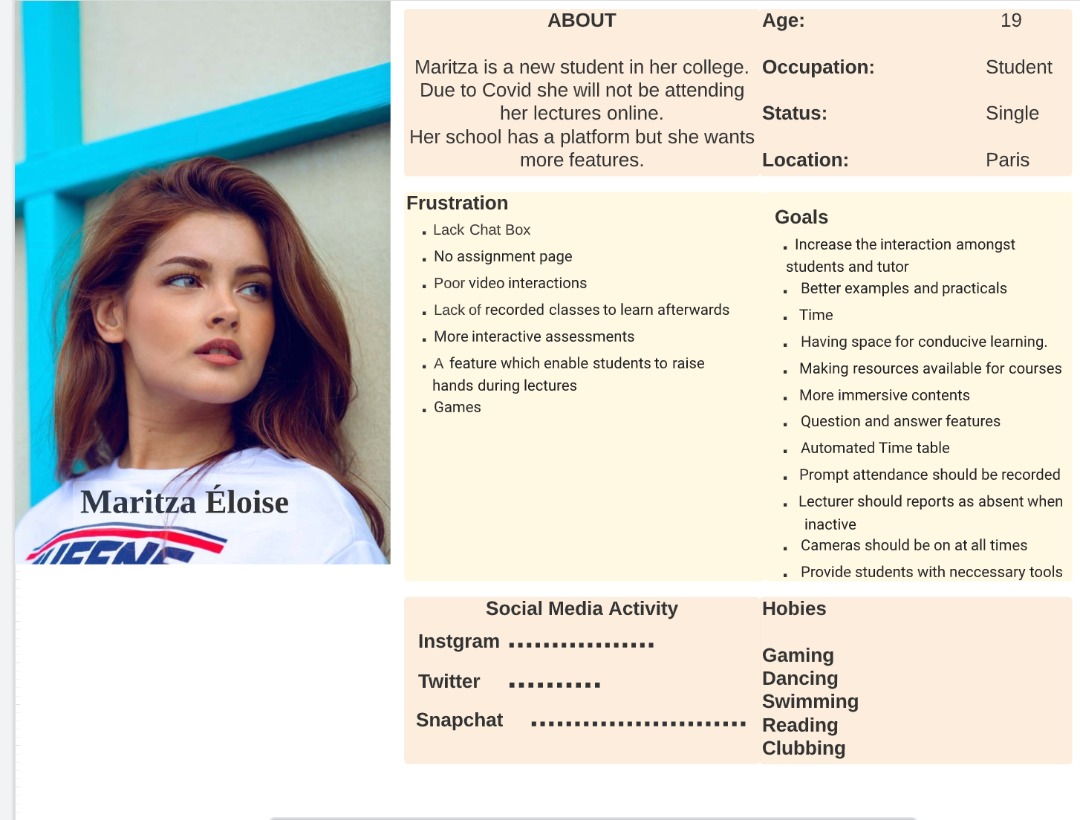 ABOUT
Maritza is a new student in her college.
Due to Covid she will not be attending
her lectures online.
Her school has a platform but she wants
more features.
Age: 19
Occupation: Student
Status: Single
Location: Paris
Frustration
. Lack Chat Box
. No assignment page
. Poor video interactions
. Lack of recorded classes to learn afterwards
. More interactive assessments
. A feature which enable students to raise
hands during lectures
. Games
Goals
. Increase the interaction amongst
students and tutor
. Better examples and practicals
. Time
. Having space for conducive learning.
. Making resources available for courses
. More immersive contents
. Question and answer features
. Automated Time table
. Prompt attendance should be recorded
. Lecturer should reports as absent when
inactive
. Cameras should be on at all times
. Provide students with neccessary tools
Maritza Éloise
QUEENS
Social Media Activity
Instgram .................
Twitter ...........
Snapchat .........................
Hobies
Gaming
Dancing
Swimming
Reading
Clubbing